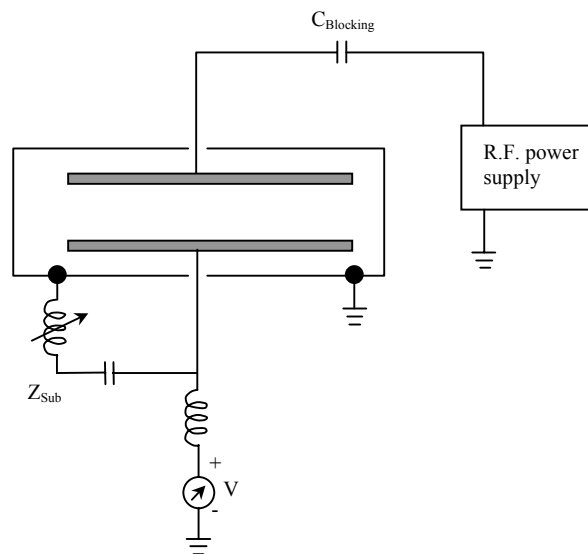 C_Blocking
R.F. power
supply
Z_Sub
+
V
-